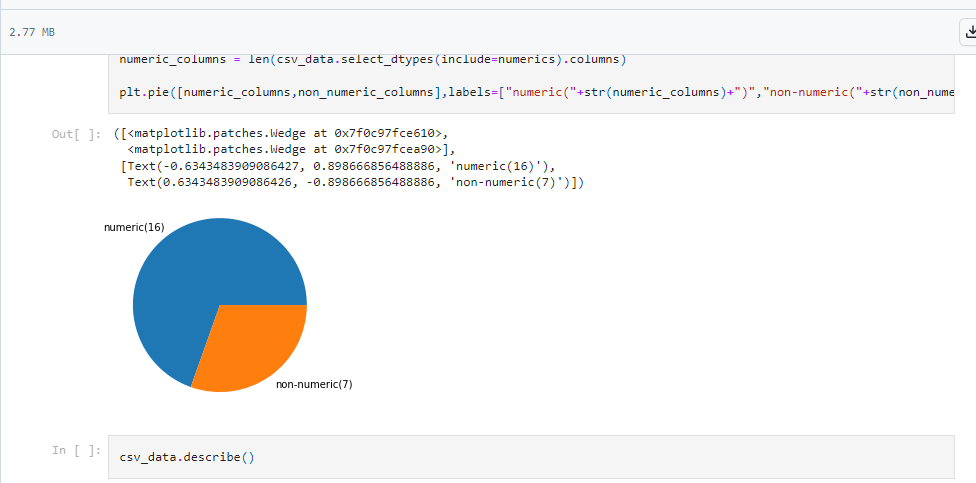 2.77 MB
numeric_columns = len(csv_data.select_dtypes(include=numerics).columns)
plt.pie([numeric_columns,non_numeric_columns],labels=["numeric("+str(numeric_columns)+")","non-numeric("+str(non_nume
Out[ ]: ([<matplotlib.patches.Wedge at 0x7f0c97fce610>,
<matplotlib.patches.Wedge at 0x7f0c97fcea90>],
[Text(-0.6343483909086427, 0.898666856488886, 'numeric(16)'),
Text(0.6343483909086426, -0.898666856488886, 'non-numeric(7)')])
numeric(16)
non-numeric(7)
In [ ]: csv_data.describe()